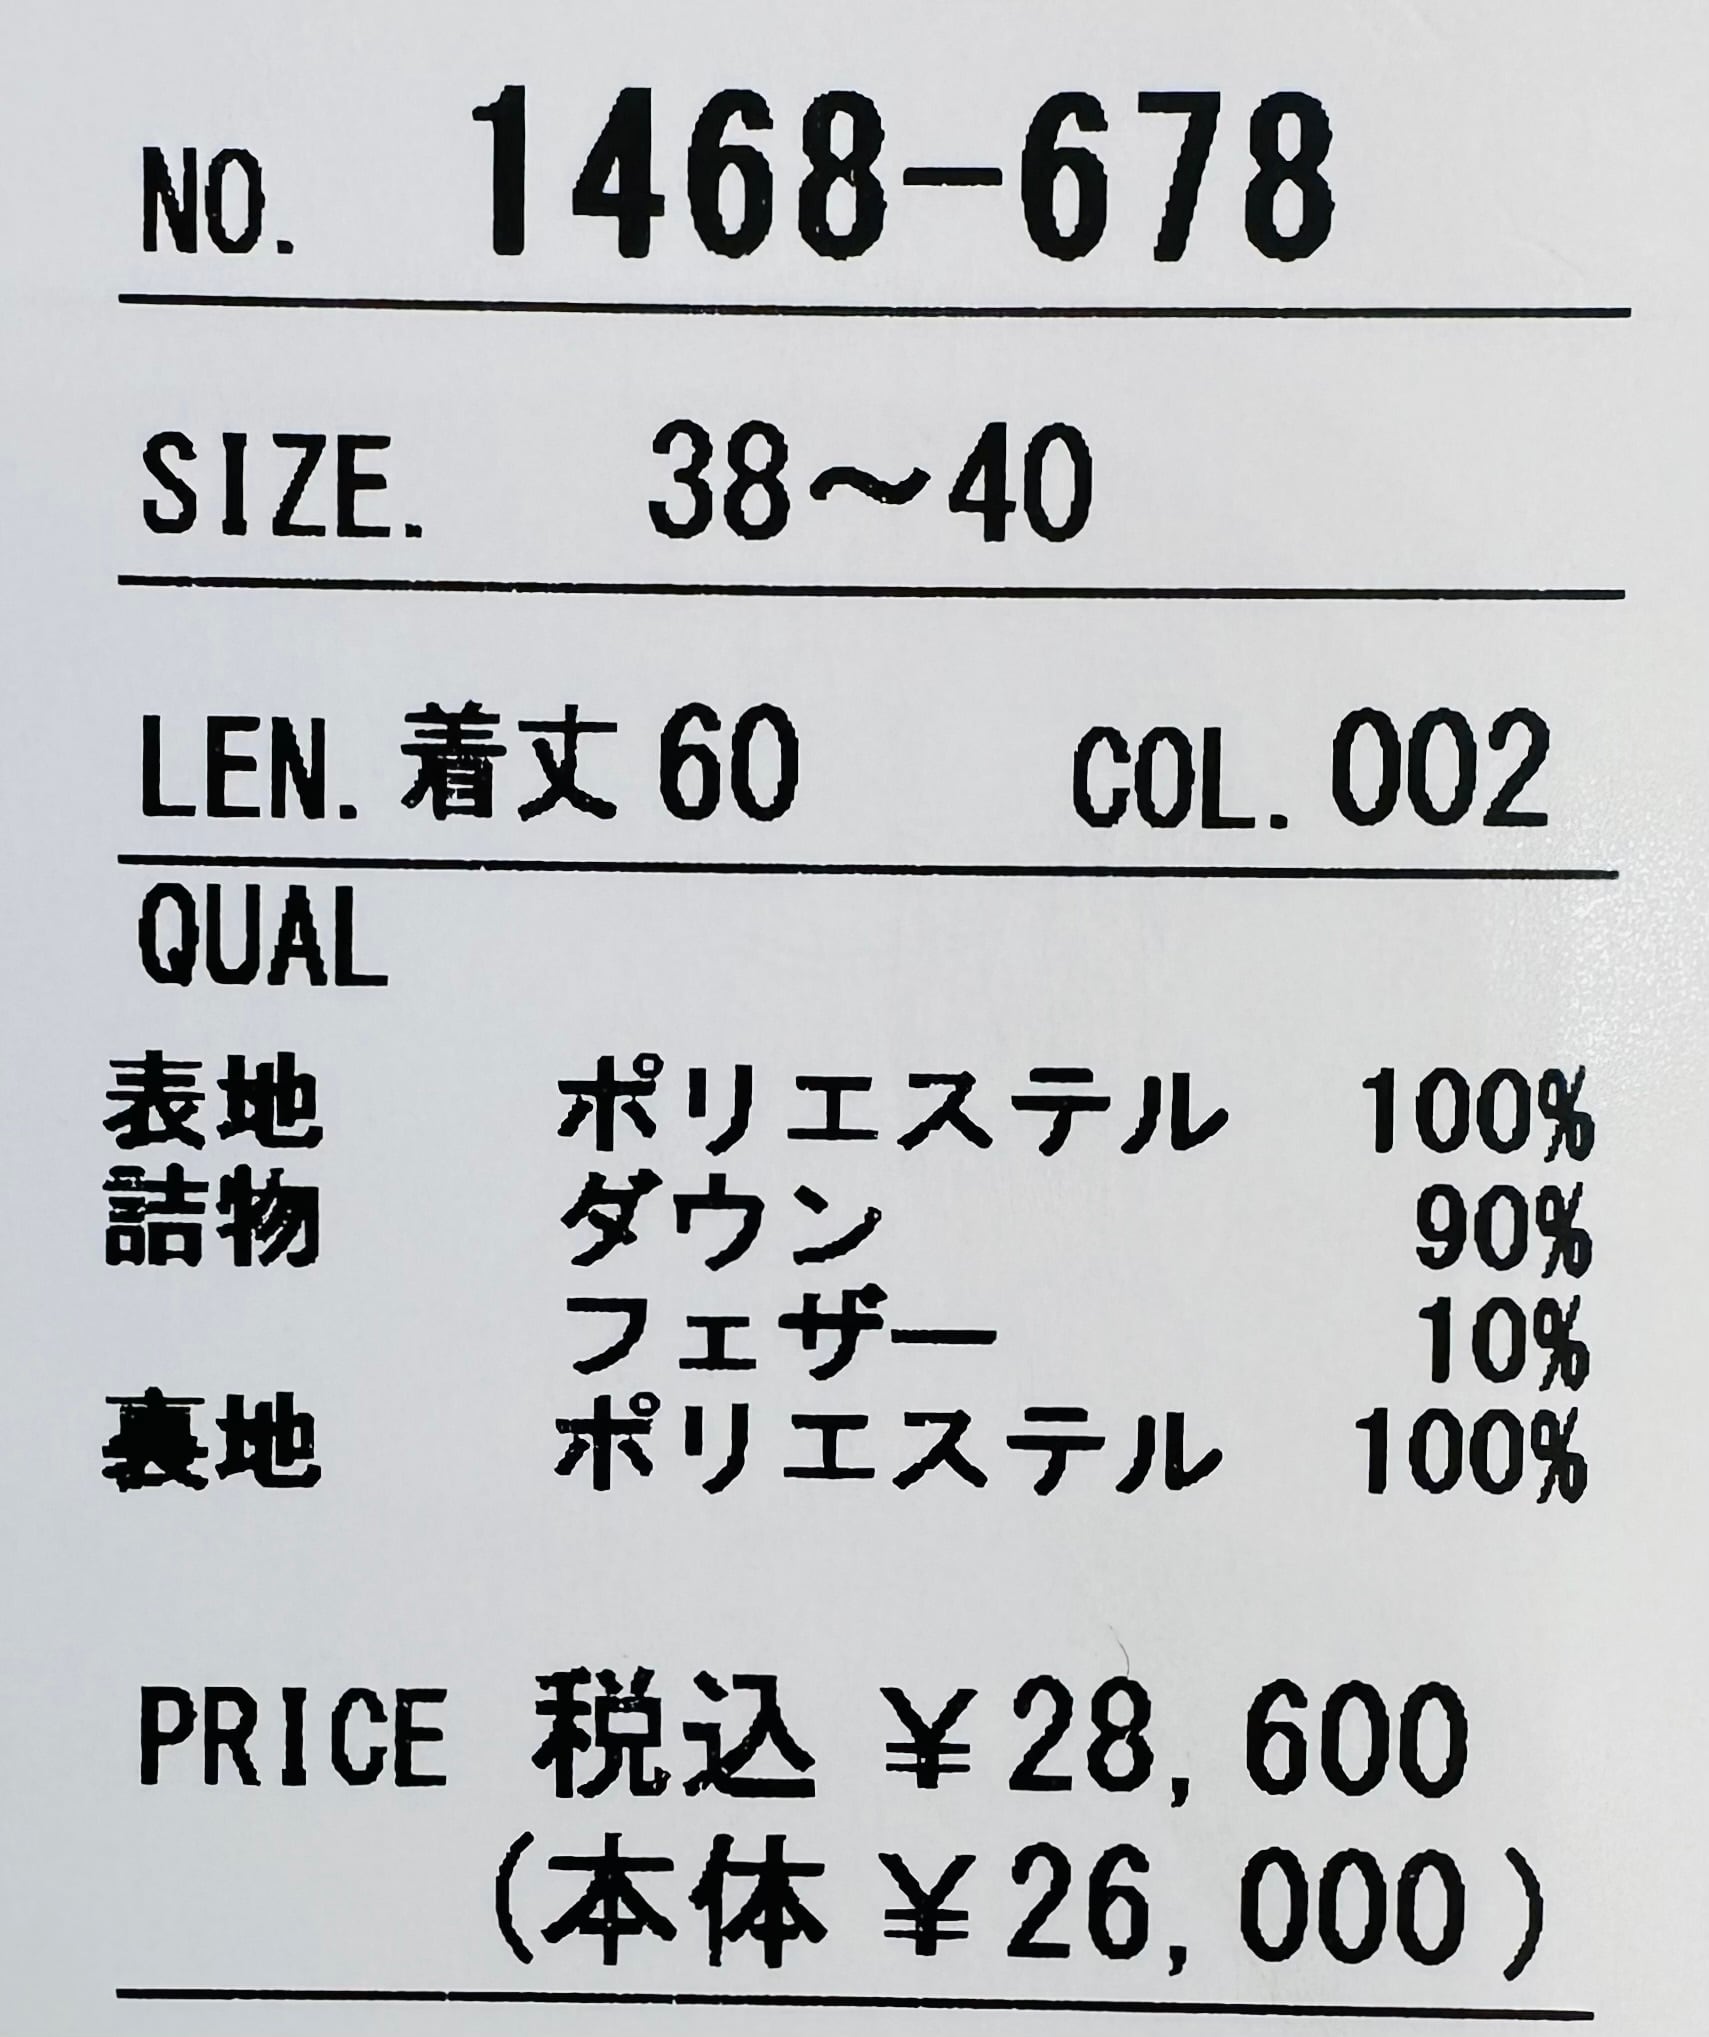 NO. 1468-678
SIZE. 38～40
LEN. 着丈 60 COL. 002
QUAL
表地 ポリエステル 100%
詰物 ダウン 90%
フェザー 10%
裏地 ポリエステル 100%
PRICE 税込 ￥28,600
(本体 ￥26,000)